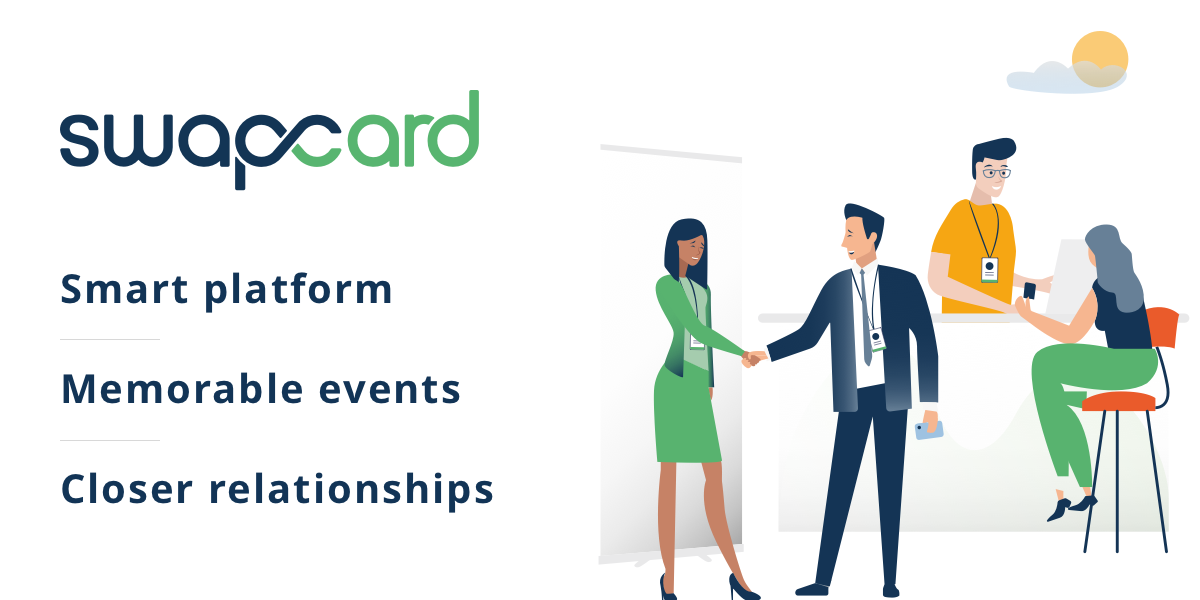 swapcard
Smart platform
Memorable events
Closer relationships